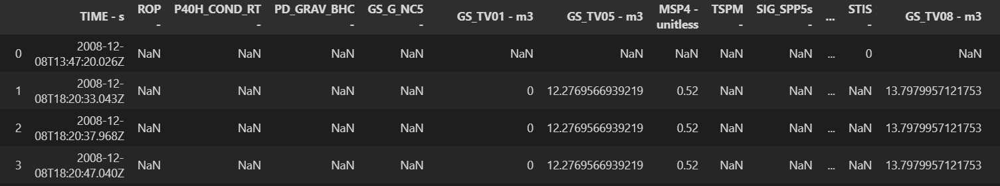 TIME - s ROP - P40H_COND_RT - PD_GRAV_BHC - GS_G_NC5 - GS_TV01 - m3 GS_TV05 - m3 MSP4 - unitless TSPM - SIG_SPP5s - ... STIS - GS_TV08 - m3
0 2008-12-08T13:47:20.026Z NaN NaN NaN NaN NaN NaN NaN NaN NaN ... 0 NaN
1 2008-12-08T18:20:33.043Z NaN NaN NaN NaN 0 12.2769566939219 0.52 NaN NaN ... NaN 13.7979957121753
2 2008-12-08T18:20:37.968Z NaN NaN NaN NaN 0 12.2769566939219 0.52 NaN NaN ... NaN 13.7979957121753
3 2008-12-08T18:20:47.040Z NaN NaN NaN NaN 0 12.2769566939219 0.52 NaN NaN ... NaN 13.7979957121753